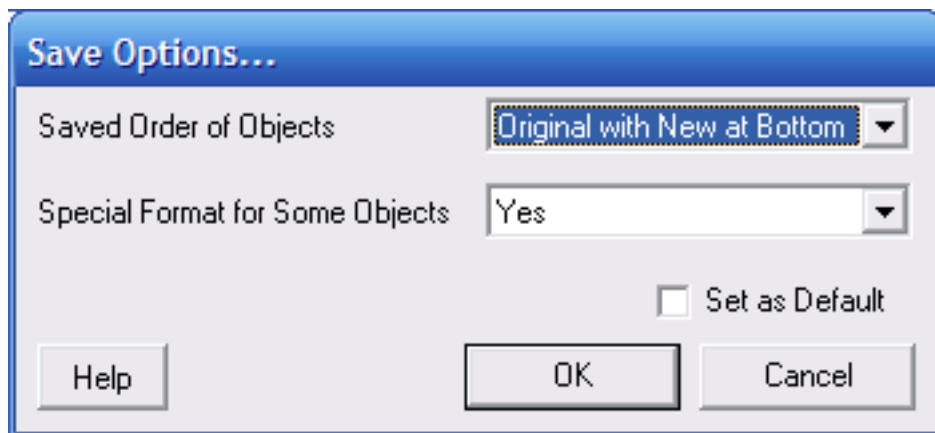 Save Options...
Saved Order of Objects Original with New at Bottom
Special Format for Some Objects Yes
Set as Default
Help OK Cancel